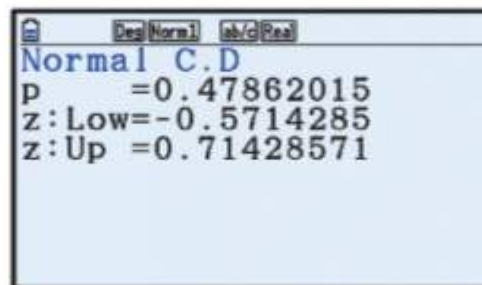 Deg Norm1 ab/c Real
Normal C.D
p =0.47862015
z:Low=-0.5714285
z:Up =0.71428571